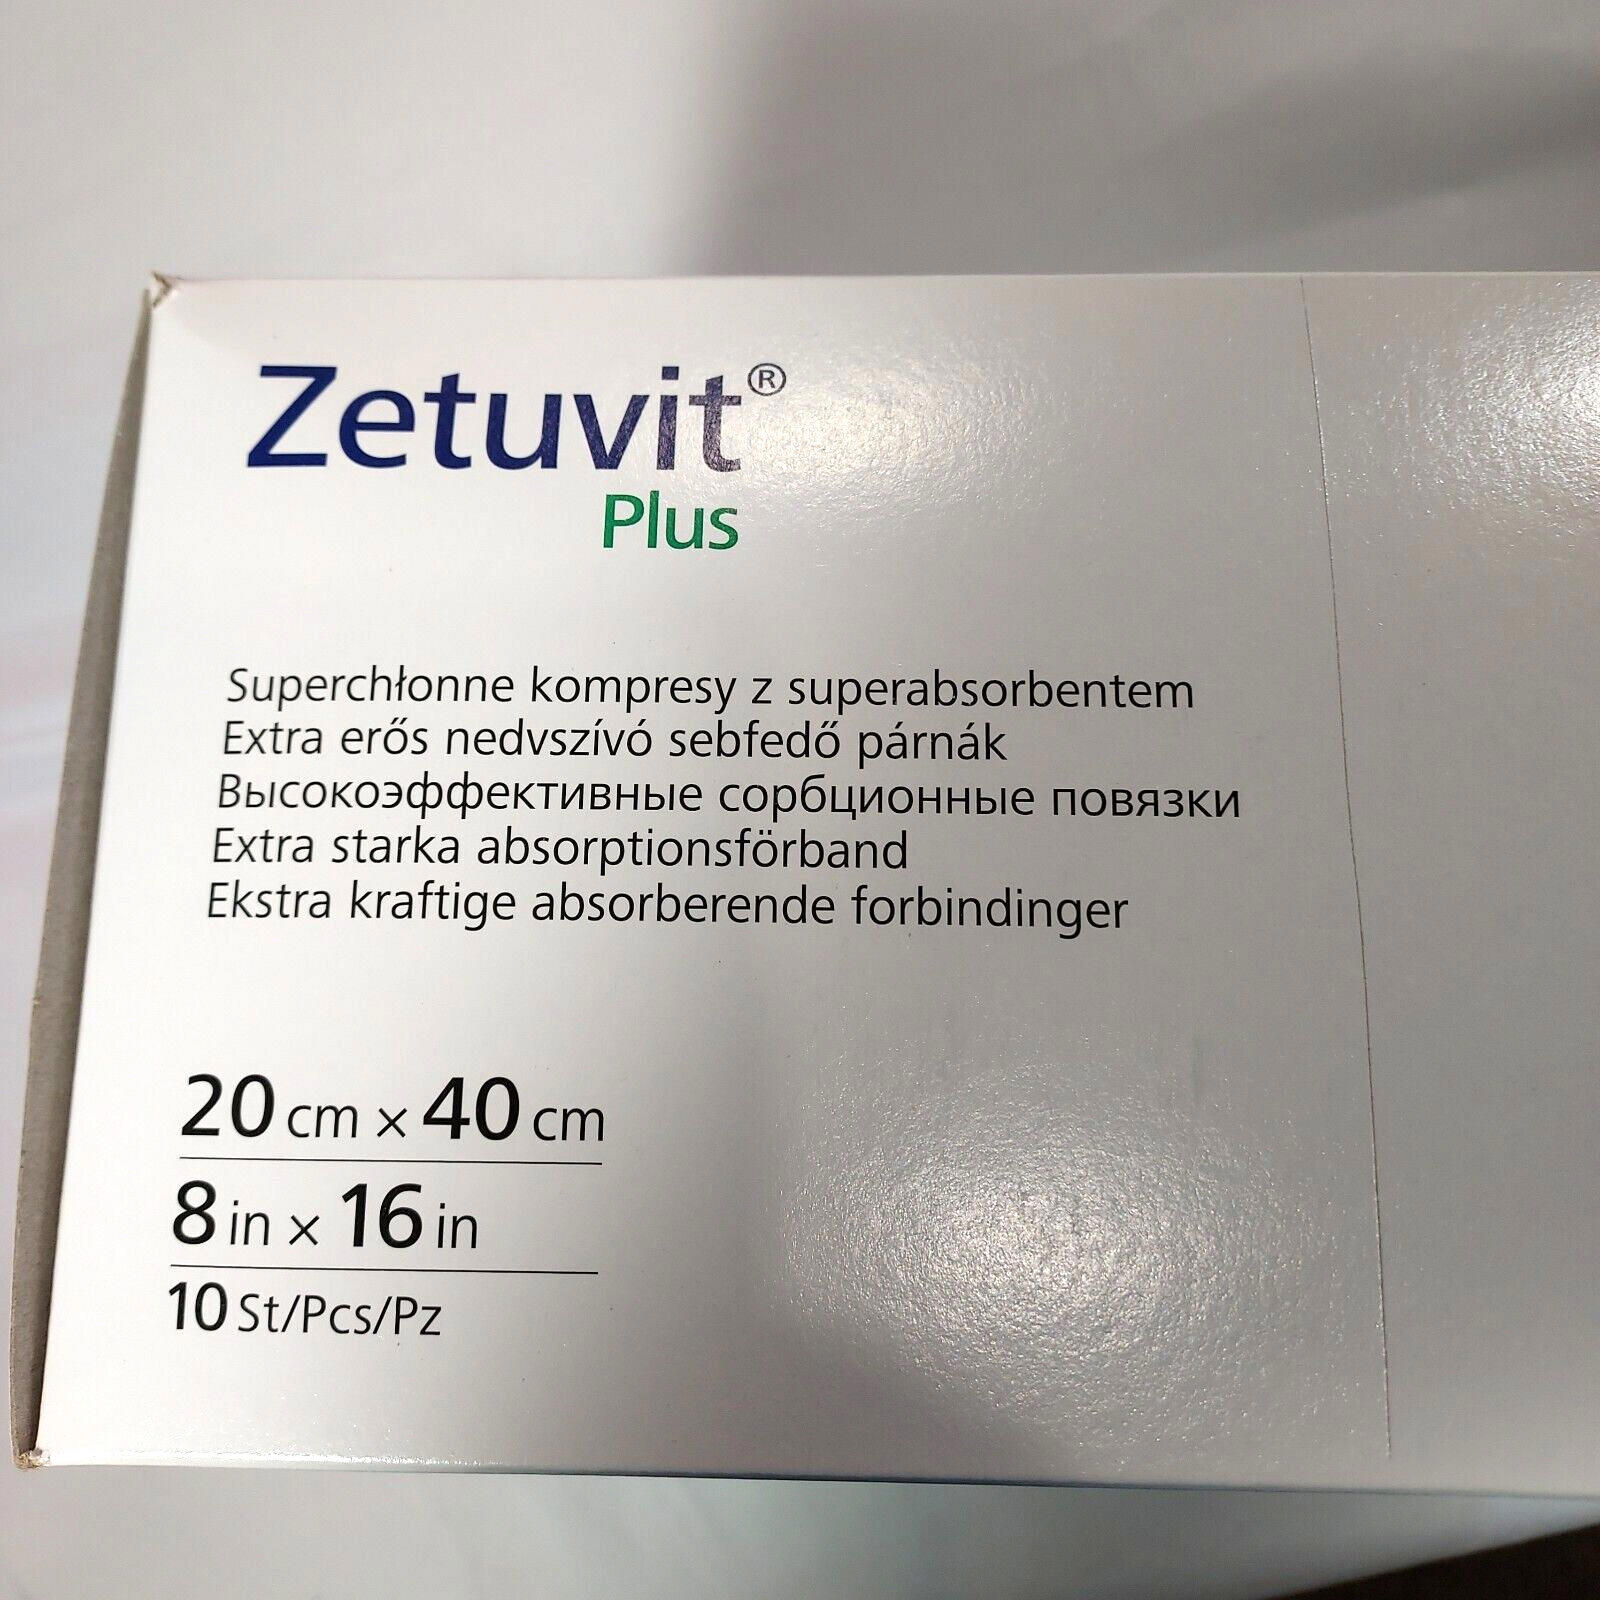 Zetuvit®
Plus
Superchłonne kompresy z superabsorbentem
Extra erős nedvszívó sebfedő párnák
Высокоэффективные сорбционные повязки
Extra starka absorptionsförband
Ekstra kraftige absorberende forbindinger
20 cm × 40 cm
8 in × 16 in
10 St/Pcs/Pz